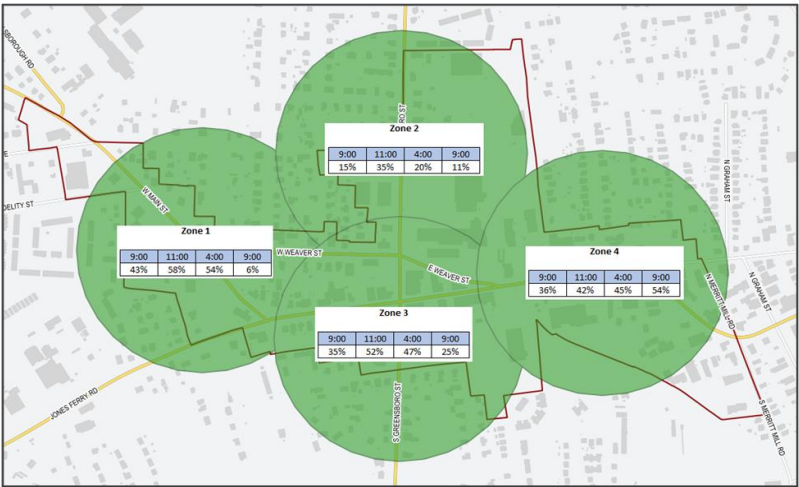 SBOROUGH RD
RO ST
Zone 2
9:00 11:00 4:00 9:00
15% 35% 20% 11%
E
DELITY ST
W MAIN ST
N GRAHAM ST
Zone 1
9:00 11:00 4:00 9:00
43% 58% 54% 6%
W WEAVER ST
E WEAVER ST
Zone 4
9:00 11:00 4:00 9:00
36% 42% 45% 54%
N MERRITT MILL RD
N GRAHAM ST
Zone 3
9:00 11:00 4:00 9:00
35% 52% 47% 25%
JONES FERRY RD
S GREENSBORO ST
S MERRITT MILL RD